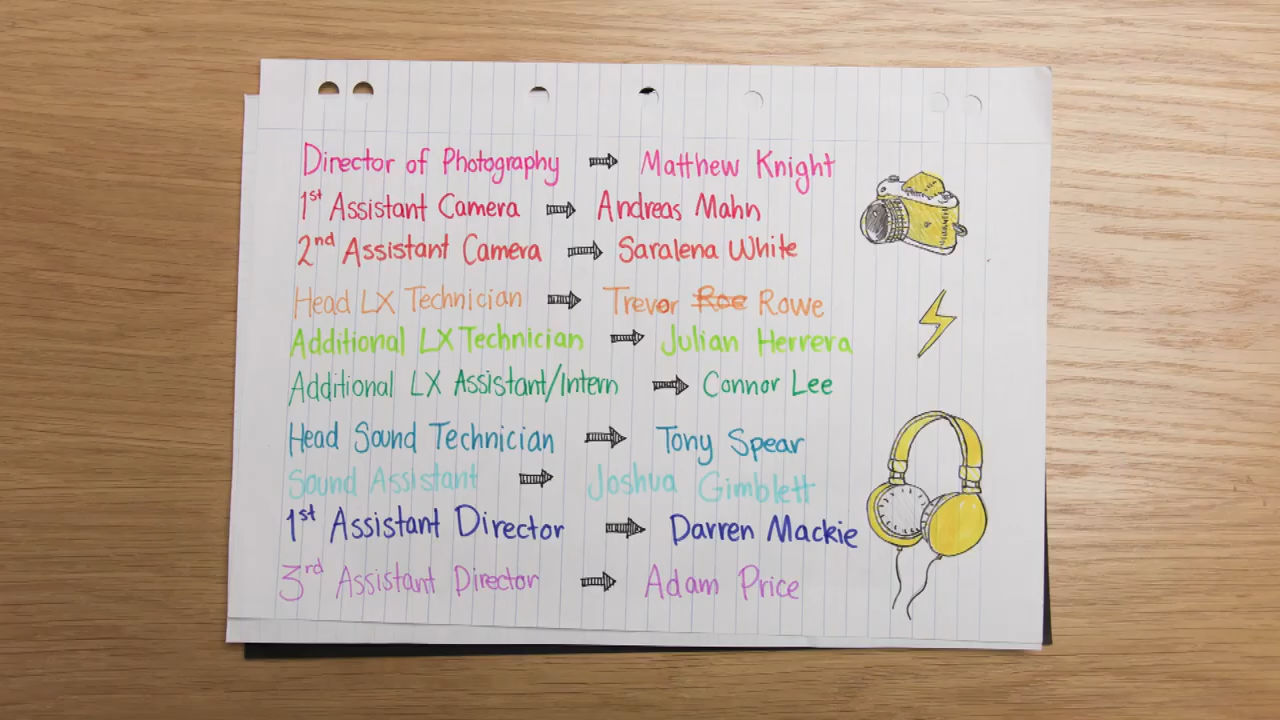 Director of Photography → Matthew Knight
1st Assistant Camera → Andreas Mahn
2nd Assistant Camera → Saralena White
Head LX Technician → Trevor Roe Rowe
Additional LX Technician → Julian Herrera
Additional LX Assistant/Intern → Connor Lee
Head Sound Technician → Tony Spear
Sound Assistant → Joshua Gimblett
1st Assistant Director → Darren Mackie
3rd Assistant Director → Adam Price